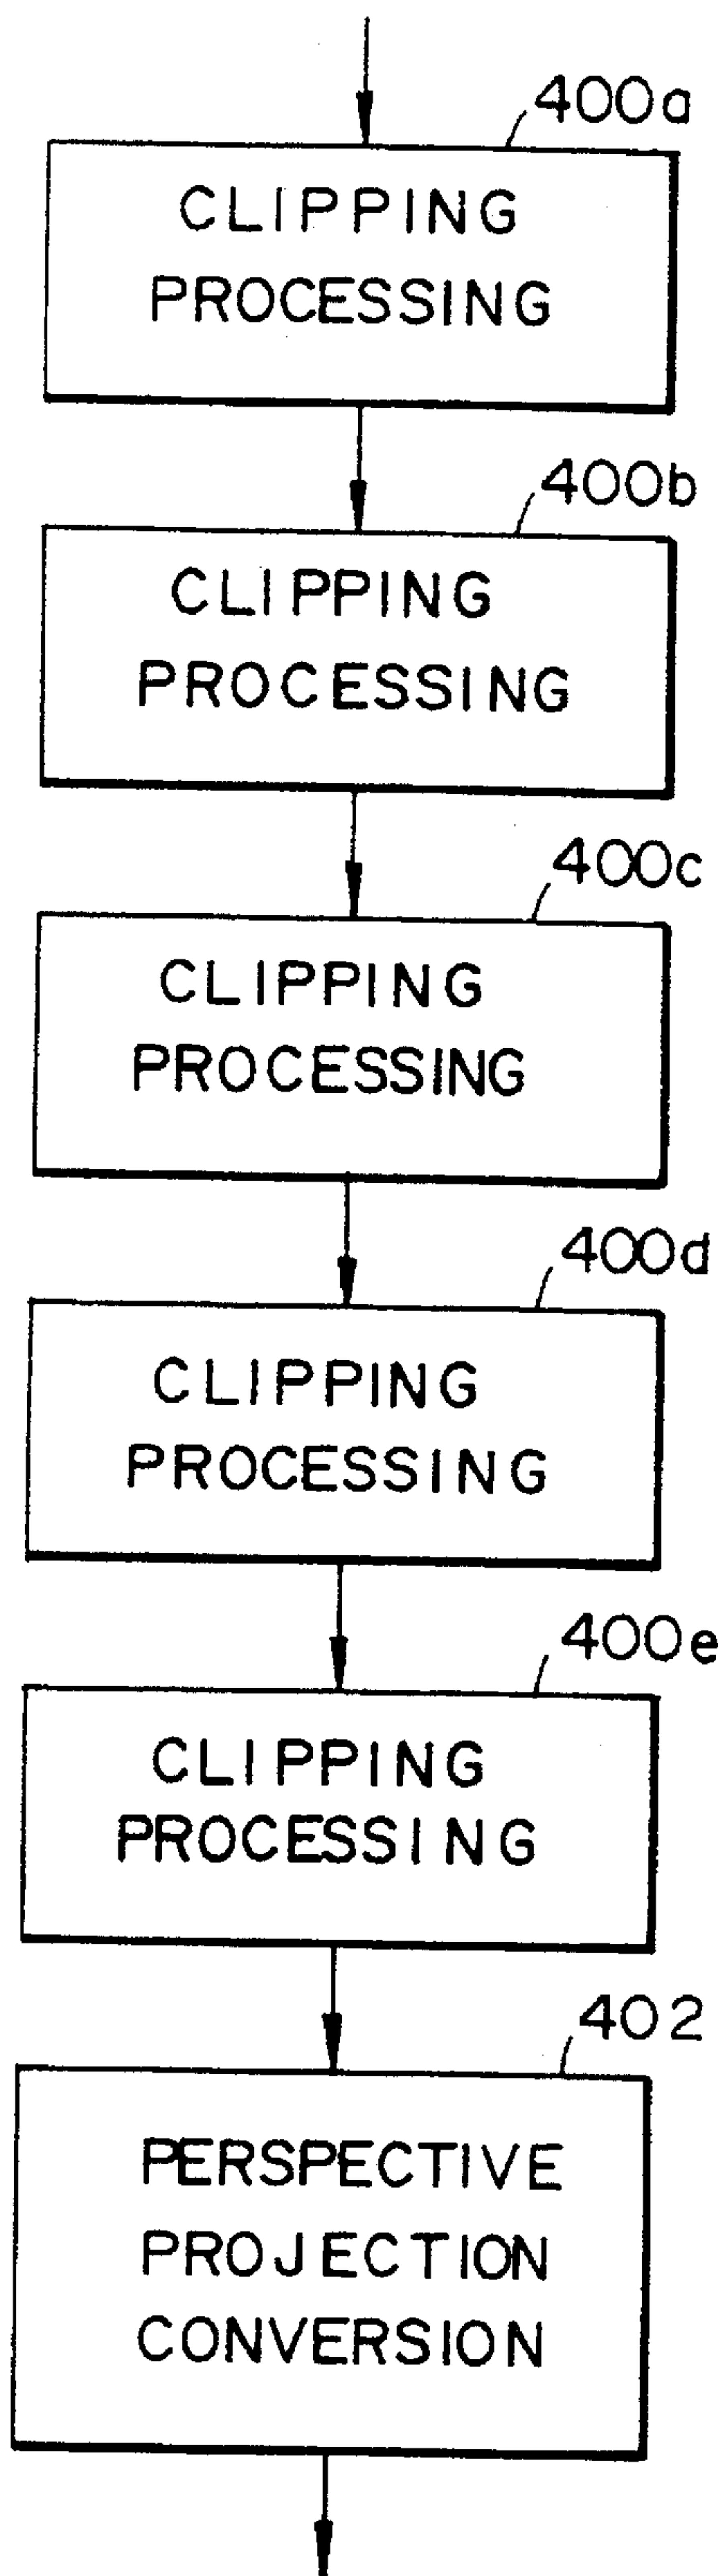 400a
CLIPPING
PROCESSING
400b
CLIPPING
PROCESSING
400c
CLIPPING
PROCESSING
400d
CLIPPING
PROCESSING
400e
CLIPPING
PROCESSING
402
PERSPECTIVE
PROJECTION
CONVERSION